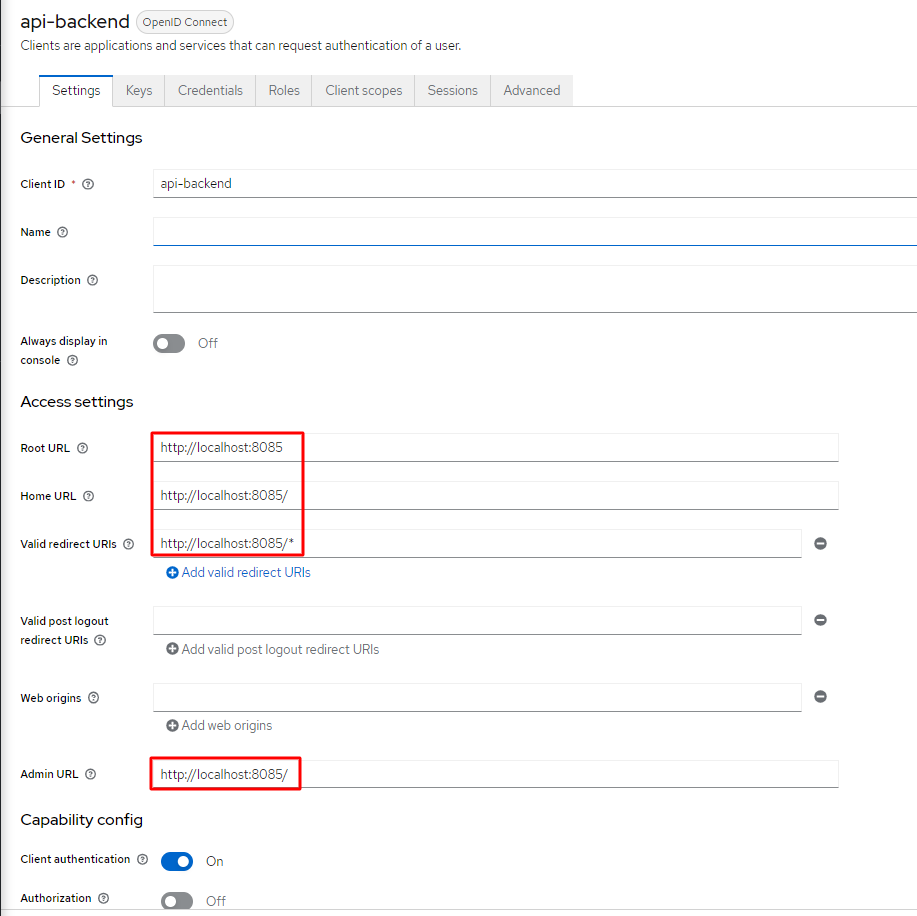 api-backend OpenID Connect
Clients are applications and services that can request authentication of a user.
Settings Keys Credentials Roles Client scopes Sessions Advanced
General Settings
Client ID * api-backend
Name
Description
Always display in
console
Off
Access settings
Root URL http://localhost:8085
Home URL http://localhost:8085/
Valid redirect URIs http://localhost:8085/*
Add valid redirect URIs
Valid post logout
redirect URIs
Add valid post logout redirect URIs
Web origins
Add web origins
Admin URL http://localhost:8085/
Capability config
Client authentication On
Authorization Off